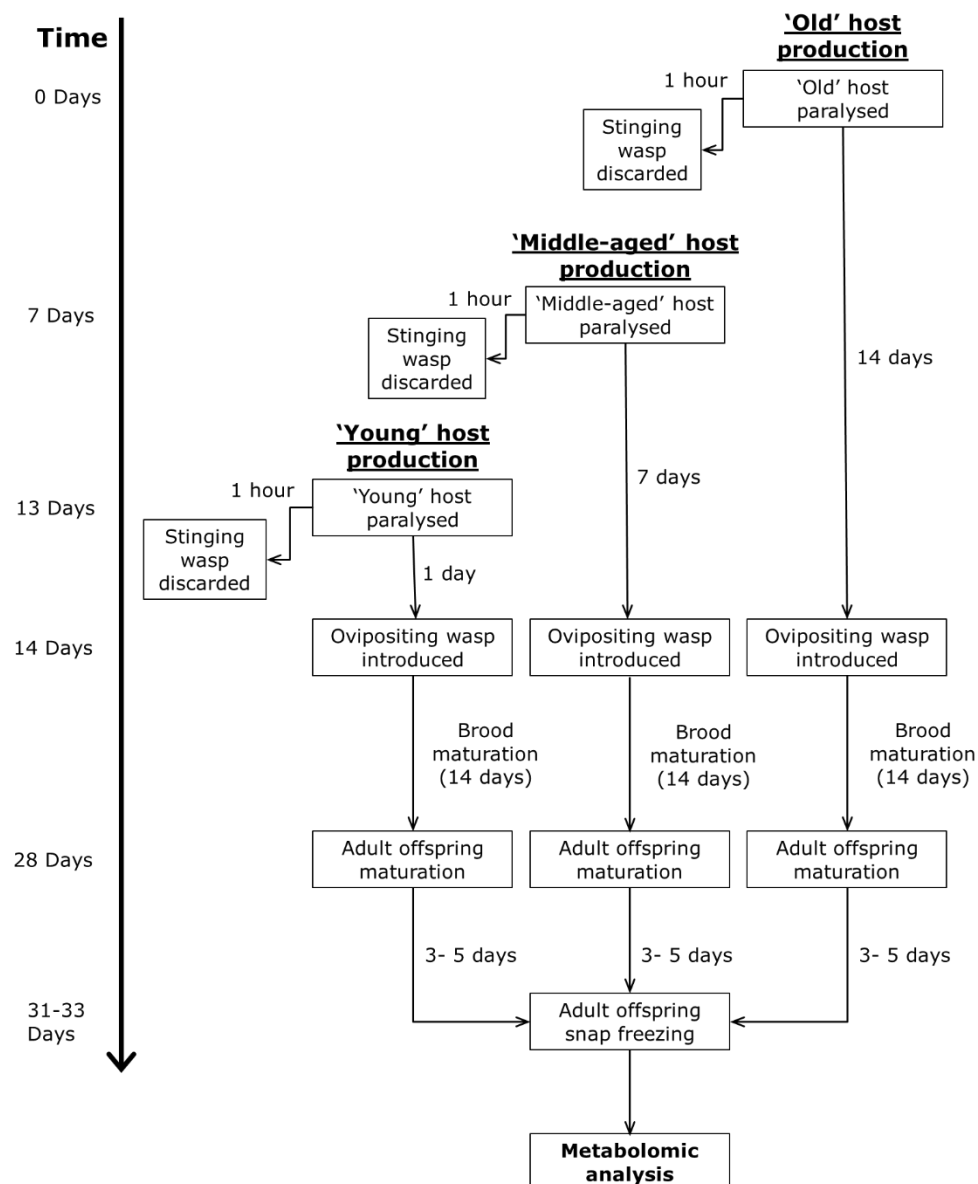 Time
'Old' host
production
0 Days
1 hour
'Old' host
paralysed
Stinging
wasp
discarded
'Middle-aged' host
production
7 Days
1 hour
'Middle-aged' host
paralysed
Stinging
wasp
discarded
14 days
'Young' host
production
7 days
13 Days
1 hour
'Young' host
paralysed
Stinging
wasp
discarded
1 day
14 Days
Ovipositing wasp
introduced
Ovipositing wasp
introduced
Ovipositing wasp
introduced
Brood
maturation
(14 days)
Brood
maturation
(14 days)
Brood
maturation
(14 days)
28 Days
Adult offspring
maturation
Adult offspring
maturation
Adult offspring
maturation
3- 5 days
3- 5 days
3- 5 days
31-33
Days
Adult offspring
snap freezing
Metabolomic
analysis